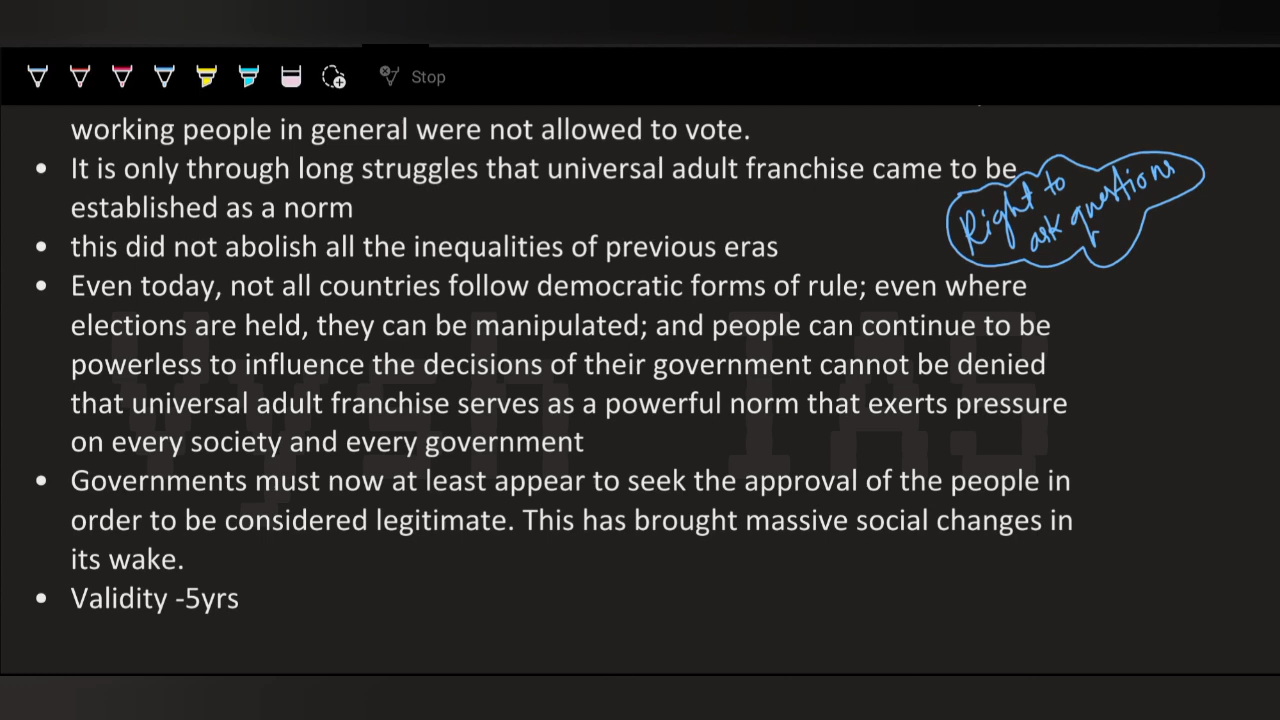 Stop
working people in general were not allowed to vote.
• It is only through long struggles that universal adult franchise came to be
established as a norm
Right to
ask questions
• this did not abolish all the inequalities of previous eras
• Even today, not all countries follow democratic forms of rule; even where
elections are held, they can be manipulated; and people can continue to be
powerless to influence the decisions of their government cannot be denied
that universal adult franchise serves as a powerful norm that exerts pressure
on every society and every government
• Governments must now at least appear to seek the approval of the people in
order to be considered legitimate. This has brought massive social changes in
its wake.
• Validity -5yrs
Vysh IAS